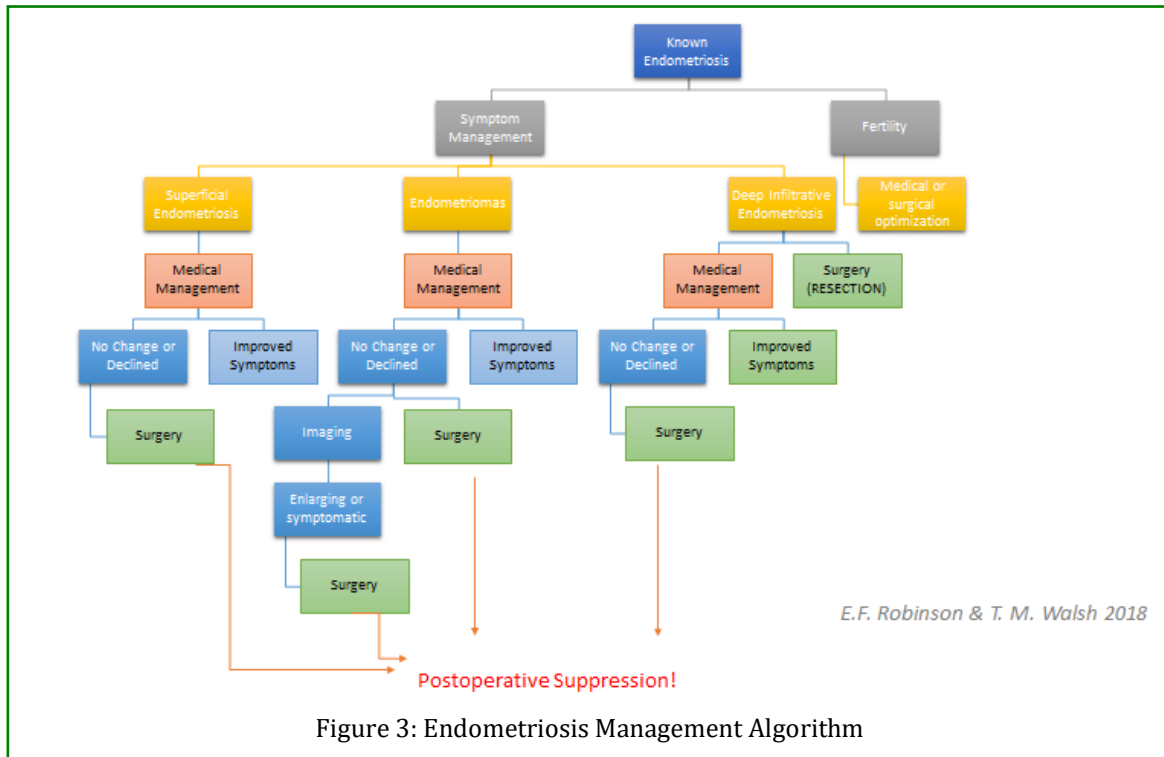 Known
Endometriosis
Symptom
Management
Fertility
Superficial
Endometriosis
Endometriomas
Deep Infiltrative
Endometriosis
Medical or
surgical
optimization
Medical
Management
Medical
Management
Medical
Management
Surgery
(RESECTION)
No Change or
Declined
Improved
Symptoms
No Change or
Declined
Improved
Symptoms
No Change or
Declined
Improved
Symptoms
Surgery
Imaging
Surgery
Surgery
Enlarging or
symptomatic
Surgery
E.F. Robinson & T. M. Walsh 2018
Postoperative Suppression!
Figure 3: Endometriosis Management Algorithm